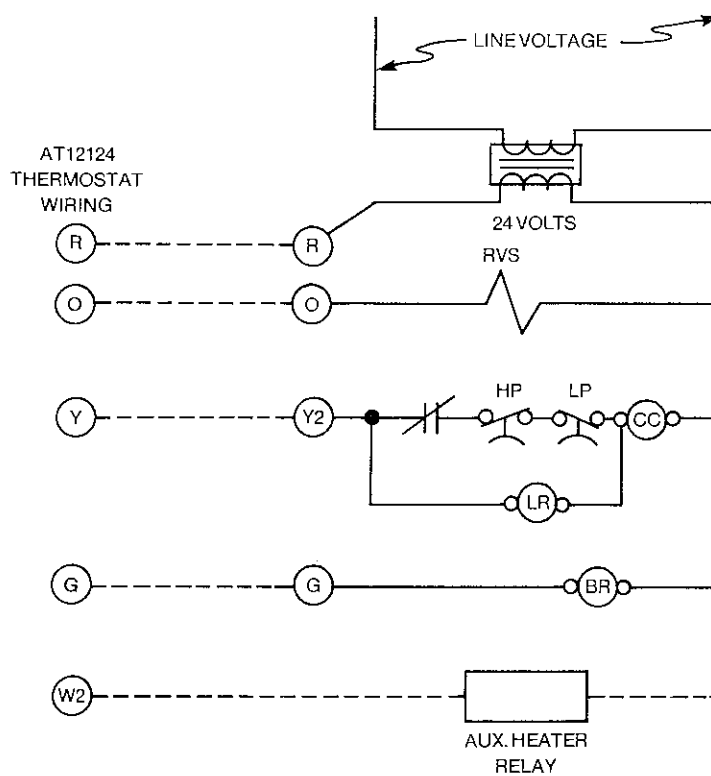 LINE VOLTAGE
AT12124
THERMOSTAT
WIRING
24 VOLTS
R
R
RVS
O
O
HP
LP
Y
Y2
CC
LR
G
G
BR
W2
AUX. HEATER
RELAY